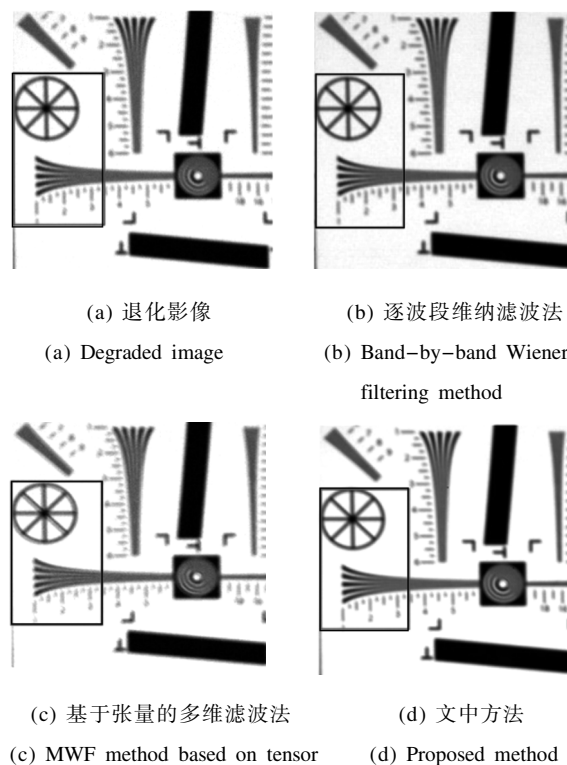 (a) 退化影像
(a) Degraded image
(b) 逐波段维纳滤波法
(b) Band-by-band Wiener
filtering method
(c) 基于张量的多维滤波法
(c) MWF method based on tensor
(d) 文中方法
(d) Proposed method